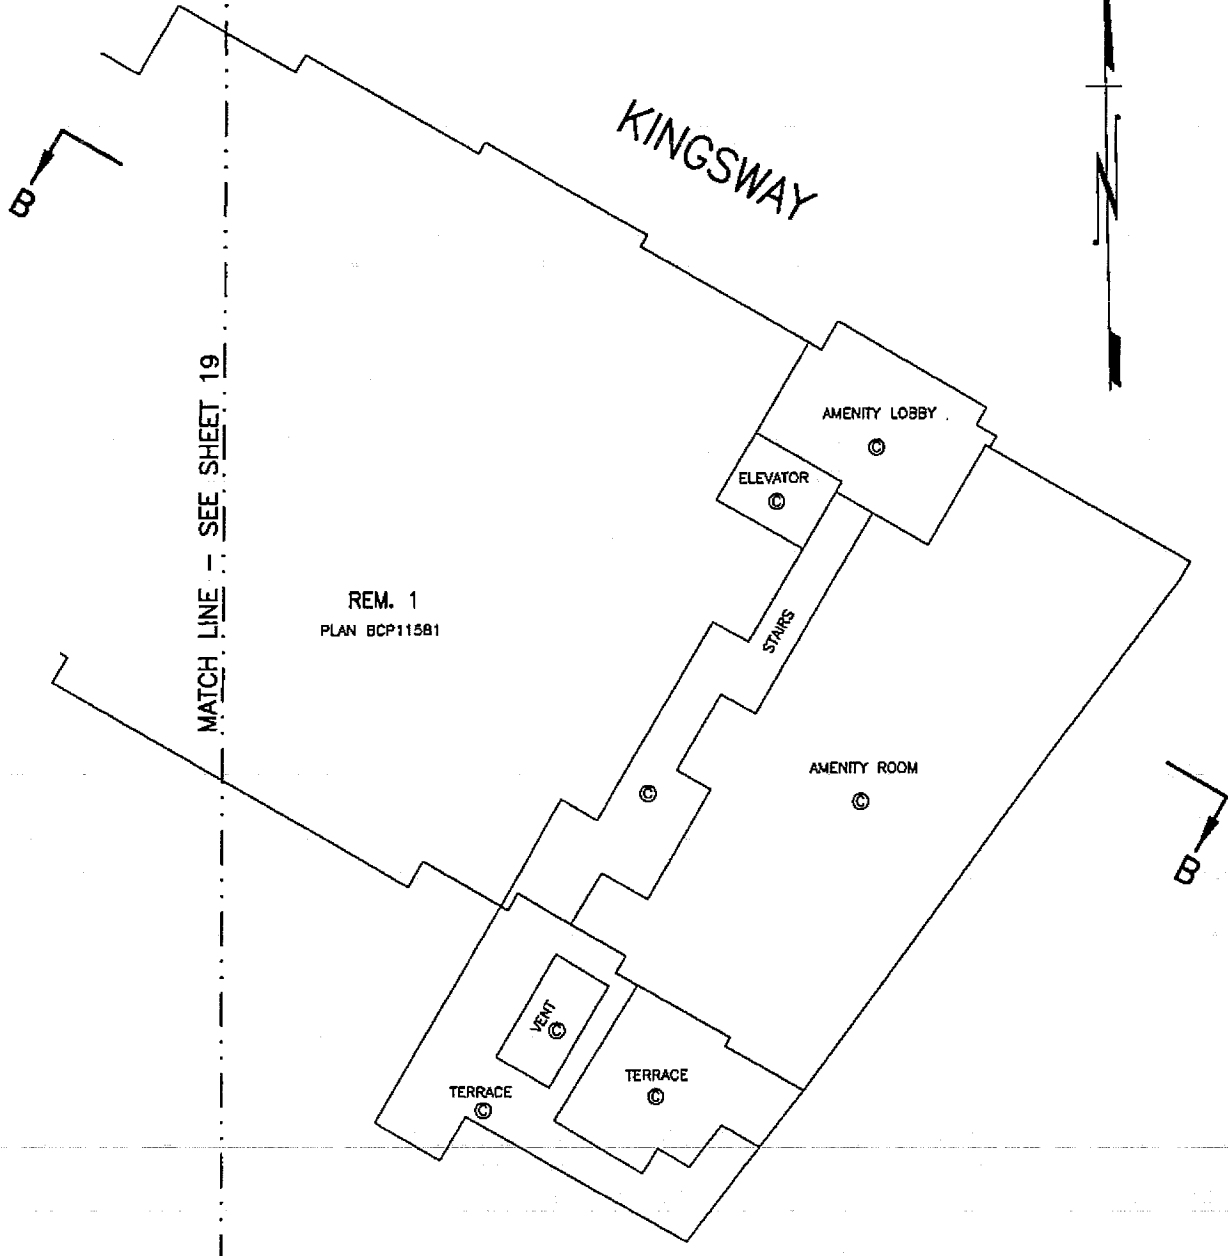 KINGSWAY
N
B
MATCH LINE - SEE SHEET 19
AMENITY LOBBY
©
ELEVATOR
©
REM. 1
PLAN BCP11581
STAIRS
AMENITY ROOM
©
©
B
VENT
©
TERRACE
©
TERRACE
©